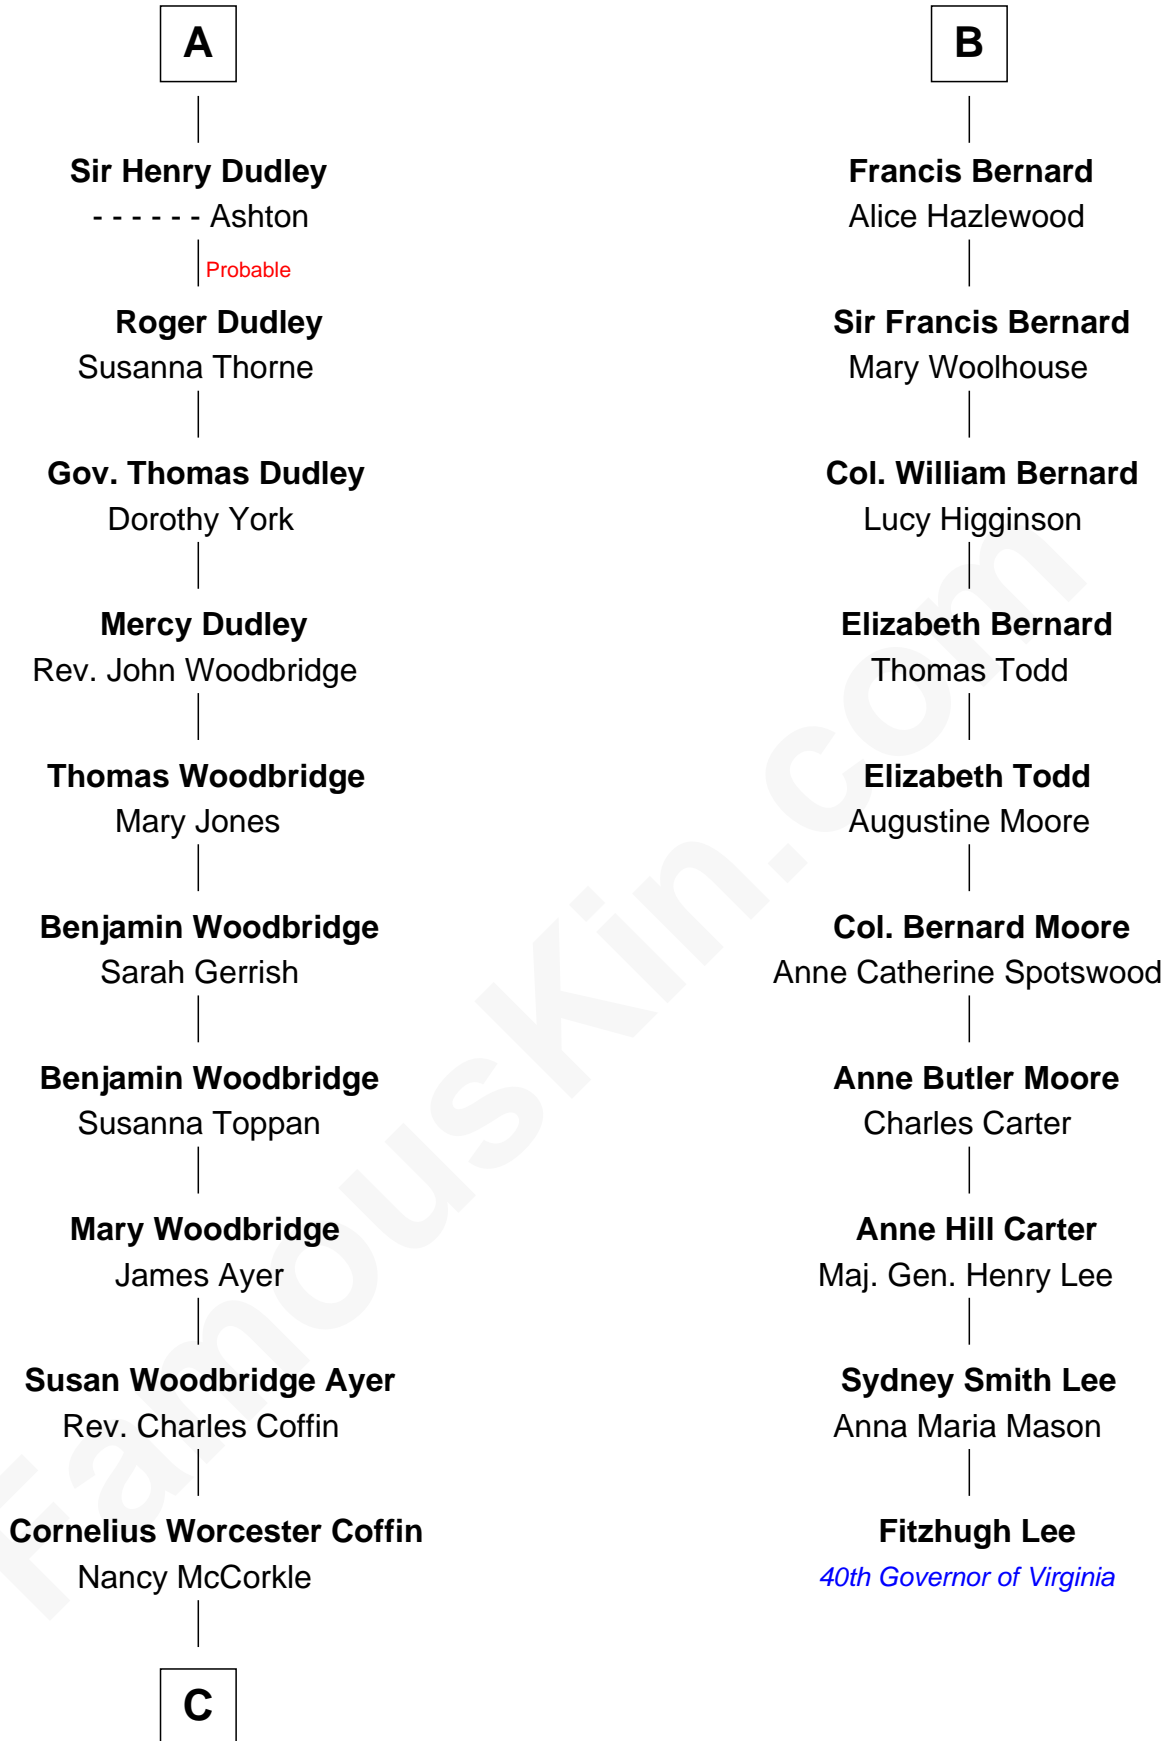 A
Sir Henry Dudley
- - - - - - Ashton
Probable
Roger Dudley
Susanna Thorne
Gov. Thomas Dudley
Dorothy York
Mercy Dudley
Rev. John Woodbridge
Thomas Woodbridge
Mary Jones
Benjamin Woodbridge
Sarah Gerrish
Benjamin Woodbridge
Susanna Toppan
Mary Woodbridge
James Ayer
Susan Woodbridge Ayer
Rev. Charles Coffin
Cornelius Worcester Coffin
Nancy McCorkle
C
B
Francis Bernard
Alice Hazlewood
Sir Francis Bernard
Mary Woolhouse
Col. William Bernard
Lucy Higginson
Elizabeth Bernard
Thomas Todd
Elizabeth Todd
Augustine Moore
Col. Bernard Moore
Anne Catherine Spotswood
Anne Butler Moore
Charles Carter
Anne Hill Carter
Maj. Gen. Henry Lee
Sydney Smith Lee
Anna Maria Mason
Fitzhugh Lee
40th Governor of Virginia
FamousKin.com